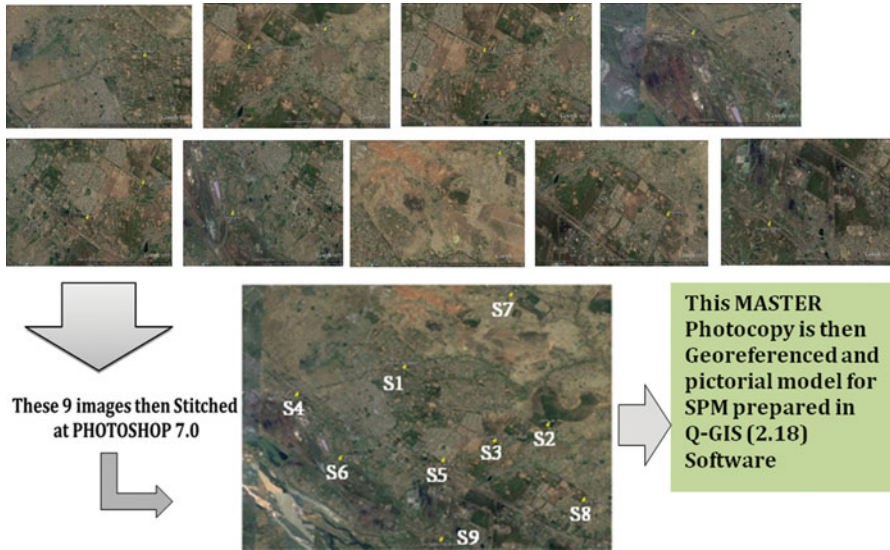 These 9 images then Stitched
at PHOTOSHOP 7.0
S7
S1
S4
S2
S3
S6
S5
S8
S9
This MASTER
Photocopy is then
Georeferenced and
pictorial model for
SPM prepared in
Q-GIS (2.18)
Software